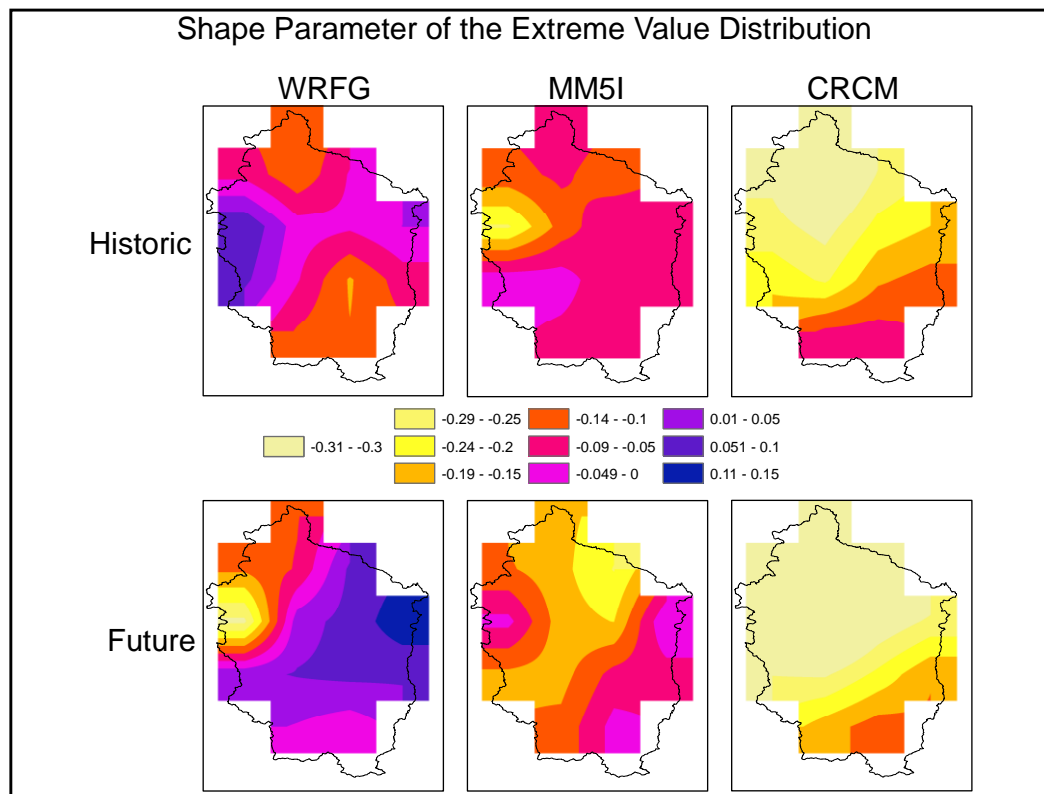 Shape Parameter of the Extreme Value Distribution
WRFG MM5I CRCM
Historic
-0.29 - -0.25 -0.14 - -0.1 0.01 - 0.05
-0.31 - -0.3 -0.24 - -0.2 -0.09 - -0.05 0.051 - 0.1
-0.19 - -0.15 -0.049 - 0 0.11 - 0.15
Future